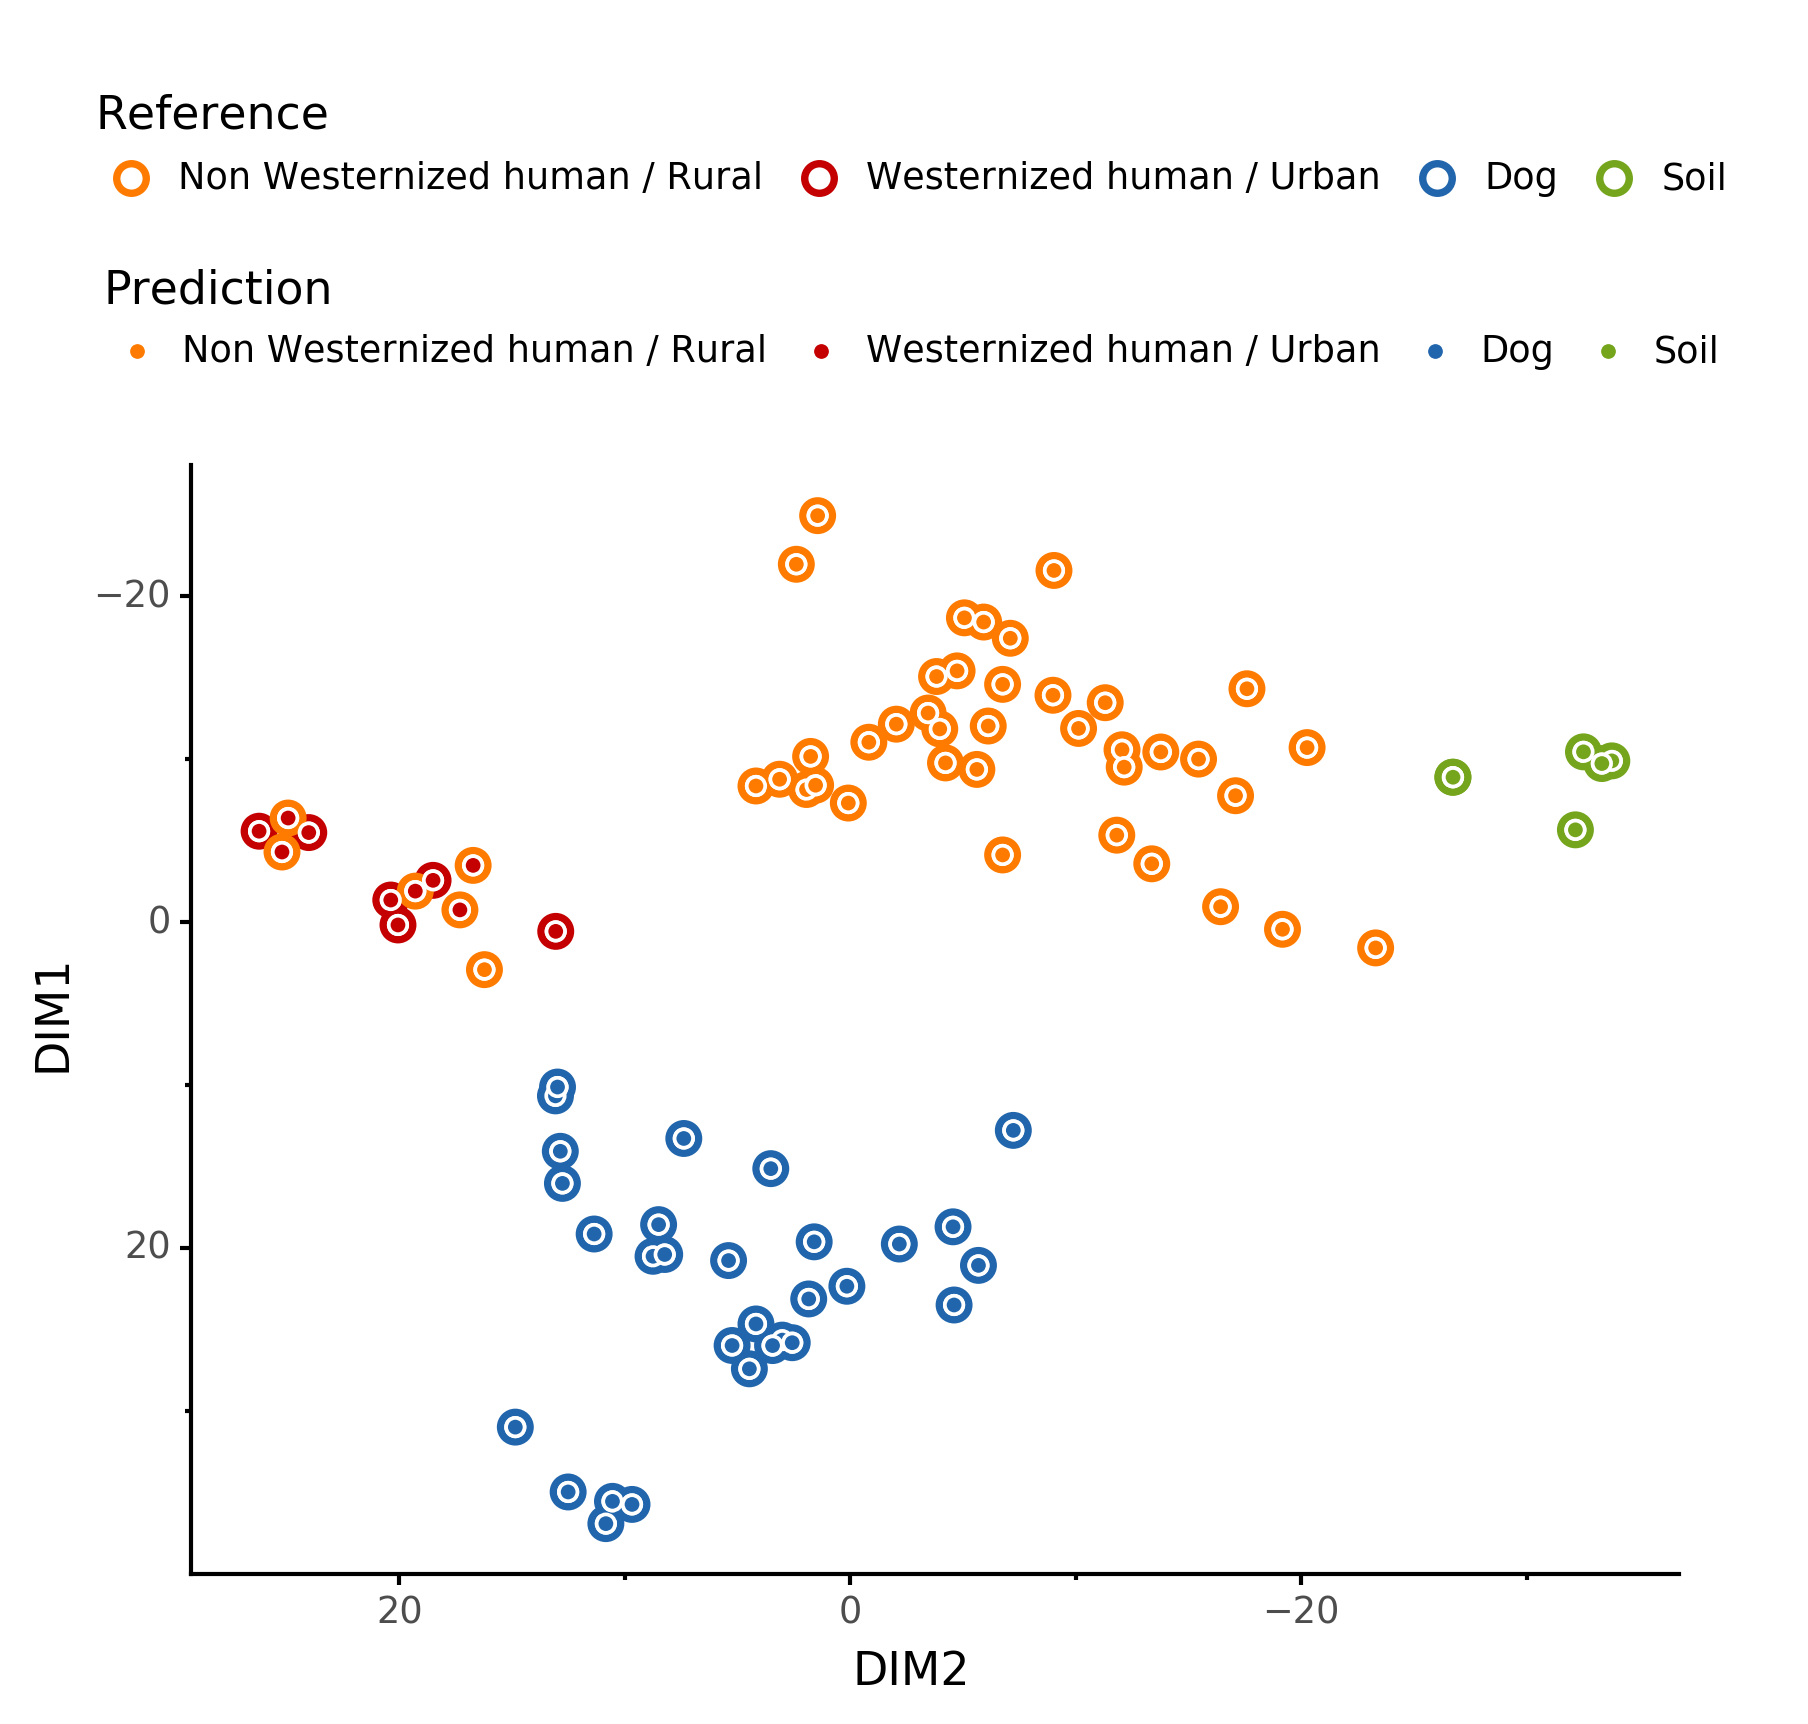 Reference
Non Westernized human / Rural Westernized human / Urban Dog Soil
Prediction
Non Westernized human / Rural Westernized human / Urban Dog Soil
−20
0
20
DIM1
20 0 −20
DIM2